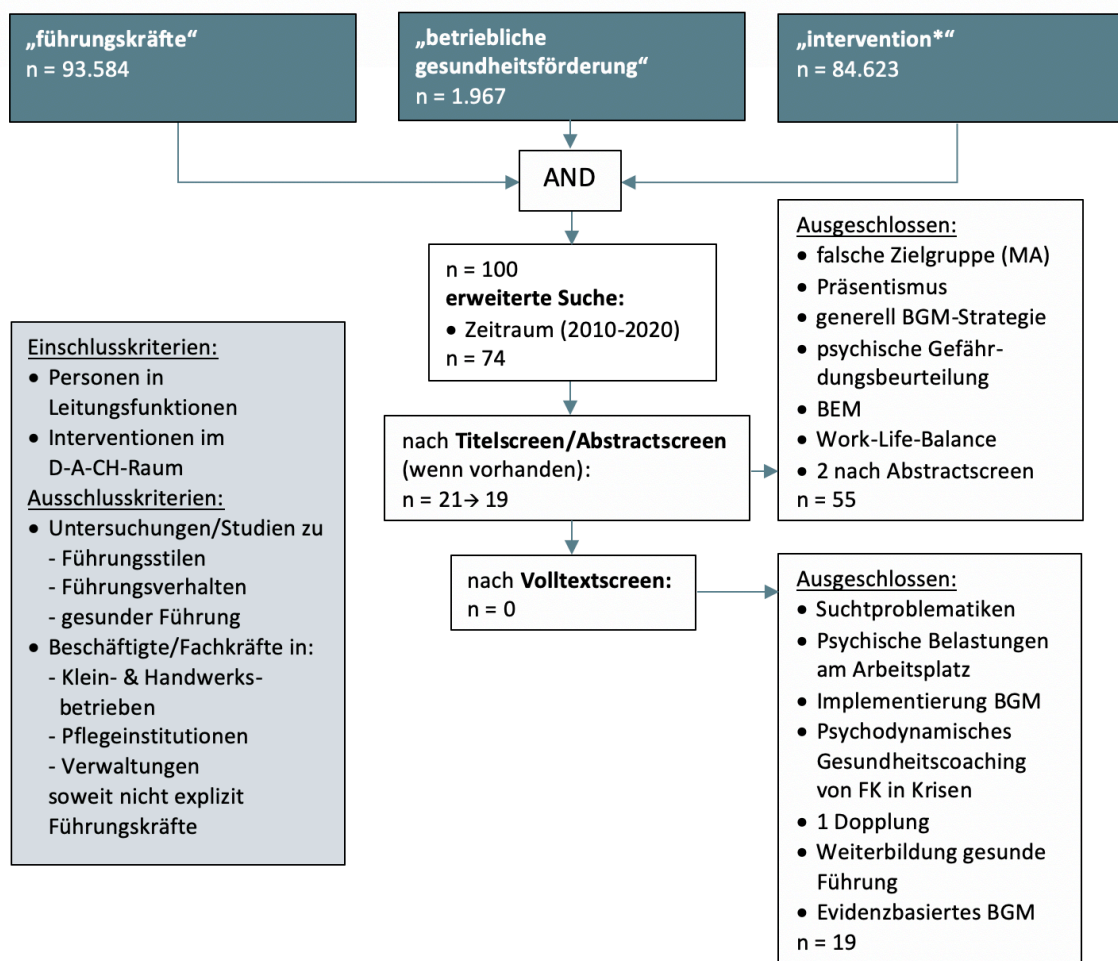 „führungskräfte“
n = 93.584
„betriebliche
gesundheitsförderung“
n = 1.967
„intervention*“
n = 84.623
AND
n = 100
erweiterte Suche:
• Zeitraum (2010-2020)
n = 74
nach Titelscreen/Abstractscreen
(wenn vorhanden):
n = 21→ 19
Ausgeschlossen:
• falsche Zielgruppe (MA)
• Präsentismus
• generell BGM-Strategie
• psychische Gefähr-
dungsbeurteilung
• BEM
• Work-Life-Balance
• 2 nach Abstractscreen
n = 55
nach Volltextscreen:
n = 0
Ausgeschlossen:
• Suchtproblematiken
• Psychische Belastungen
am Arbeitsplatz
• Implementierung BGM
• Psychodynamisches
Gesundheitscoaching
von FK in Krisen
• 1 Dopplung
• Weiterbildung gesunde
Führung
• Evidenzbasiertes BGM
n = 19
Einschlusskriterien:
• Personen in
Leitungsfunktionen
• Interventionen im
D-A-CH-Raum
Ausschlusskriterien:
• Untersuchungen/Studien zu
- Führungsstilen
- Führungsverhalten
- gesunder Führung
• Beschäftigte/Fachkräfte in:
- Klein- & Handwerks-
betrieben
- Pflegeinstitutionen
- Verwaltungen
soweit nicht explizit
Führungskräfte